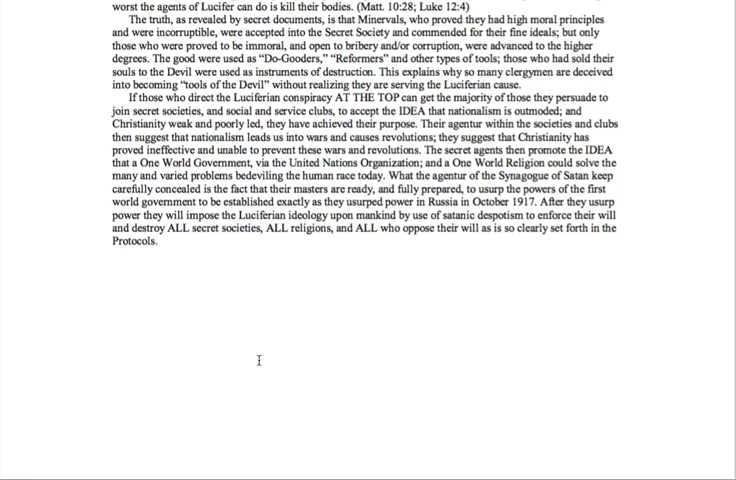 worst the agents of Lucifer can do is kill their bodies. (Matt. 10:28; Luke 12:4)
The truth, as revealed by secret documents, is that Minervals, who proved they had high moral principles
and were incorruptible, were accepted into the Secret Society and commended for their fine ideals; but only
those who were proved to be immoral, and open to bribery and/or corruption, were advanced to the higher
degrees. The good were used as “Do-Gooders,” “Reformers” and other types of tools; those who had sold their
souls to the Devil were used as instruments of destruction. This explains why so many clergymen are deceived
into becoming “tools of the Devil” without realizing they are serving the Luciferian cause.
If those who direct the Luciferian conspiracy AT THE TOP can get the majority of those they persuade to
join secret societies, and social and service clubs, to accept the IDEA that nationalism is outmoded; and
Christianity weak and poorly led, they have achieved their purpose. Their agentur within the societies and clubs
then suggest that nationalism leads us into wars and causes revolutions; they suggest that Christianity has
proved ineffective and unable to prevent these wars and revolutions. The secret agents then promote the IDEA
that a One World Government, via the United Nations Organization; and a One World Religion could solve the
many and varied problems bedeviling the human race today. What the agentur of the Synagogue of Satan keep
carefully concealed is the fact that their masters are ready, and fully prepared, to usurp the powers of the first
world government to be established exactly as they usurped power in Russia in October 1917. After they usurp
power they will impose the Luciferian ideology upon mankind by use of satanic despotism to enforce their will
and destroy ALL secret societies, ALL religions, and ALL who oppose their will as is so clearly set forth in the
Protocols.